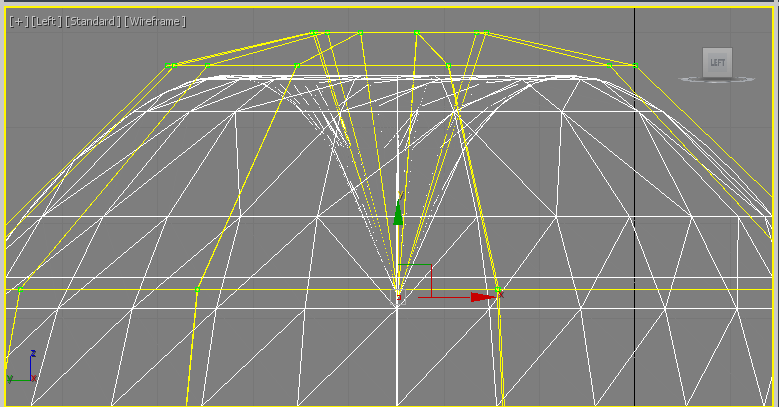 [+] [Left] [Standard] [Wireframe]
LEFT
x
z
y x